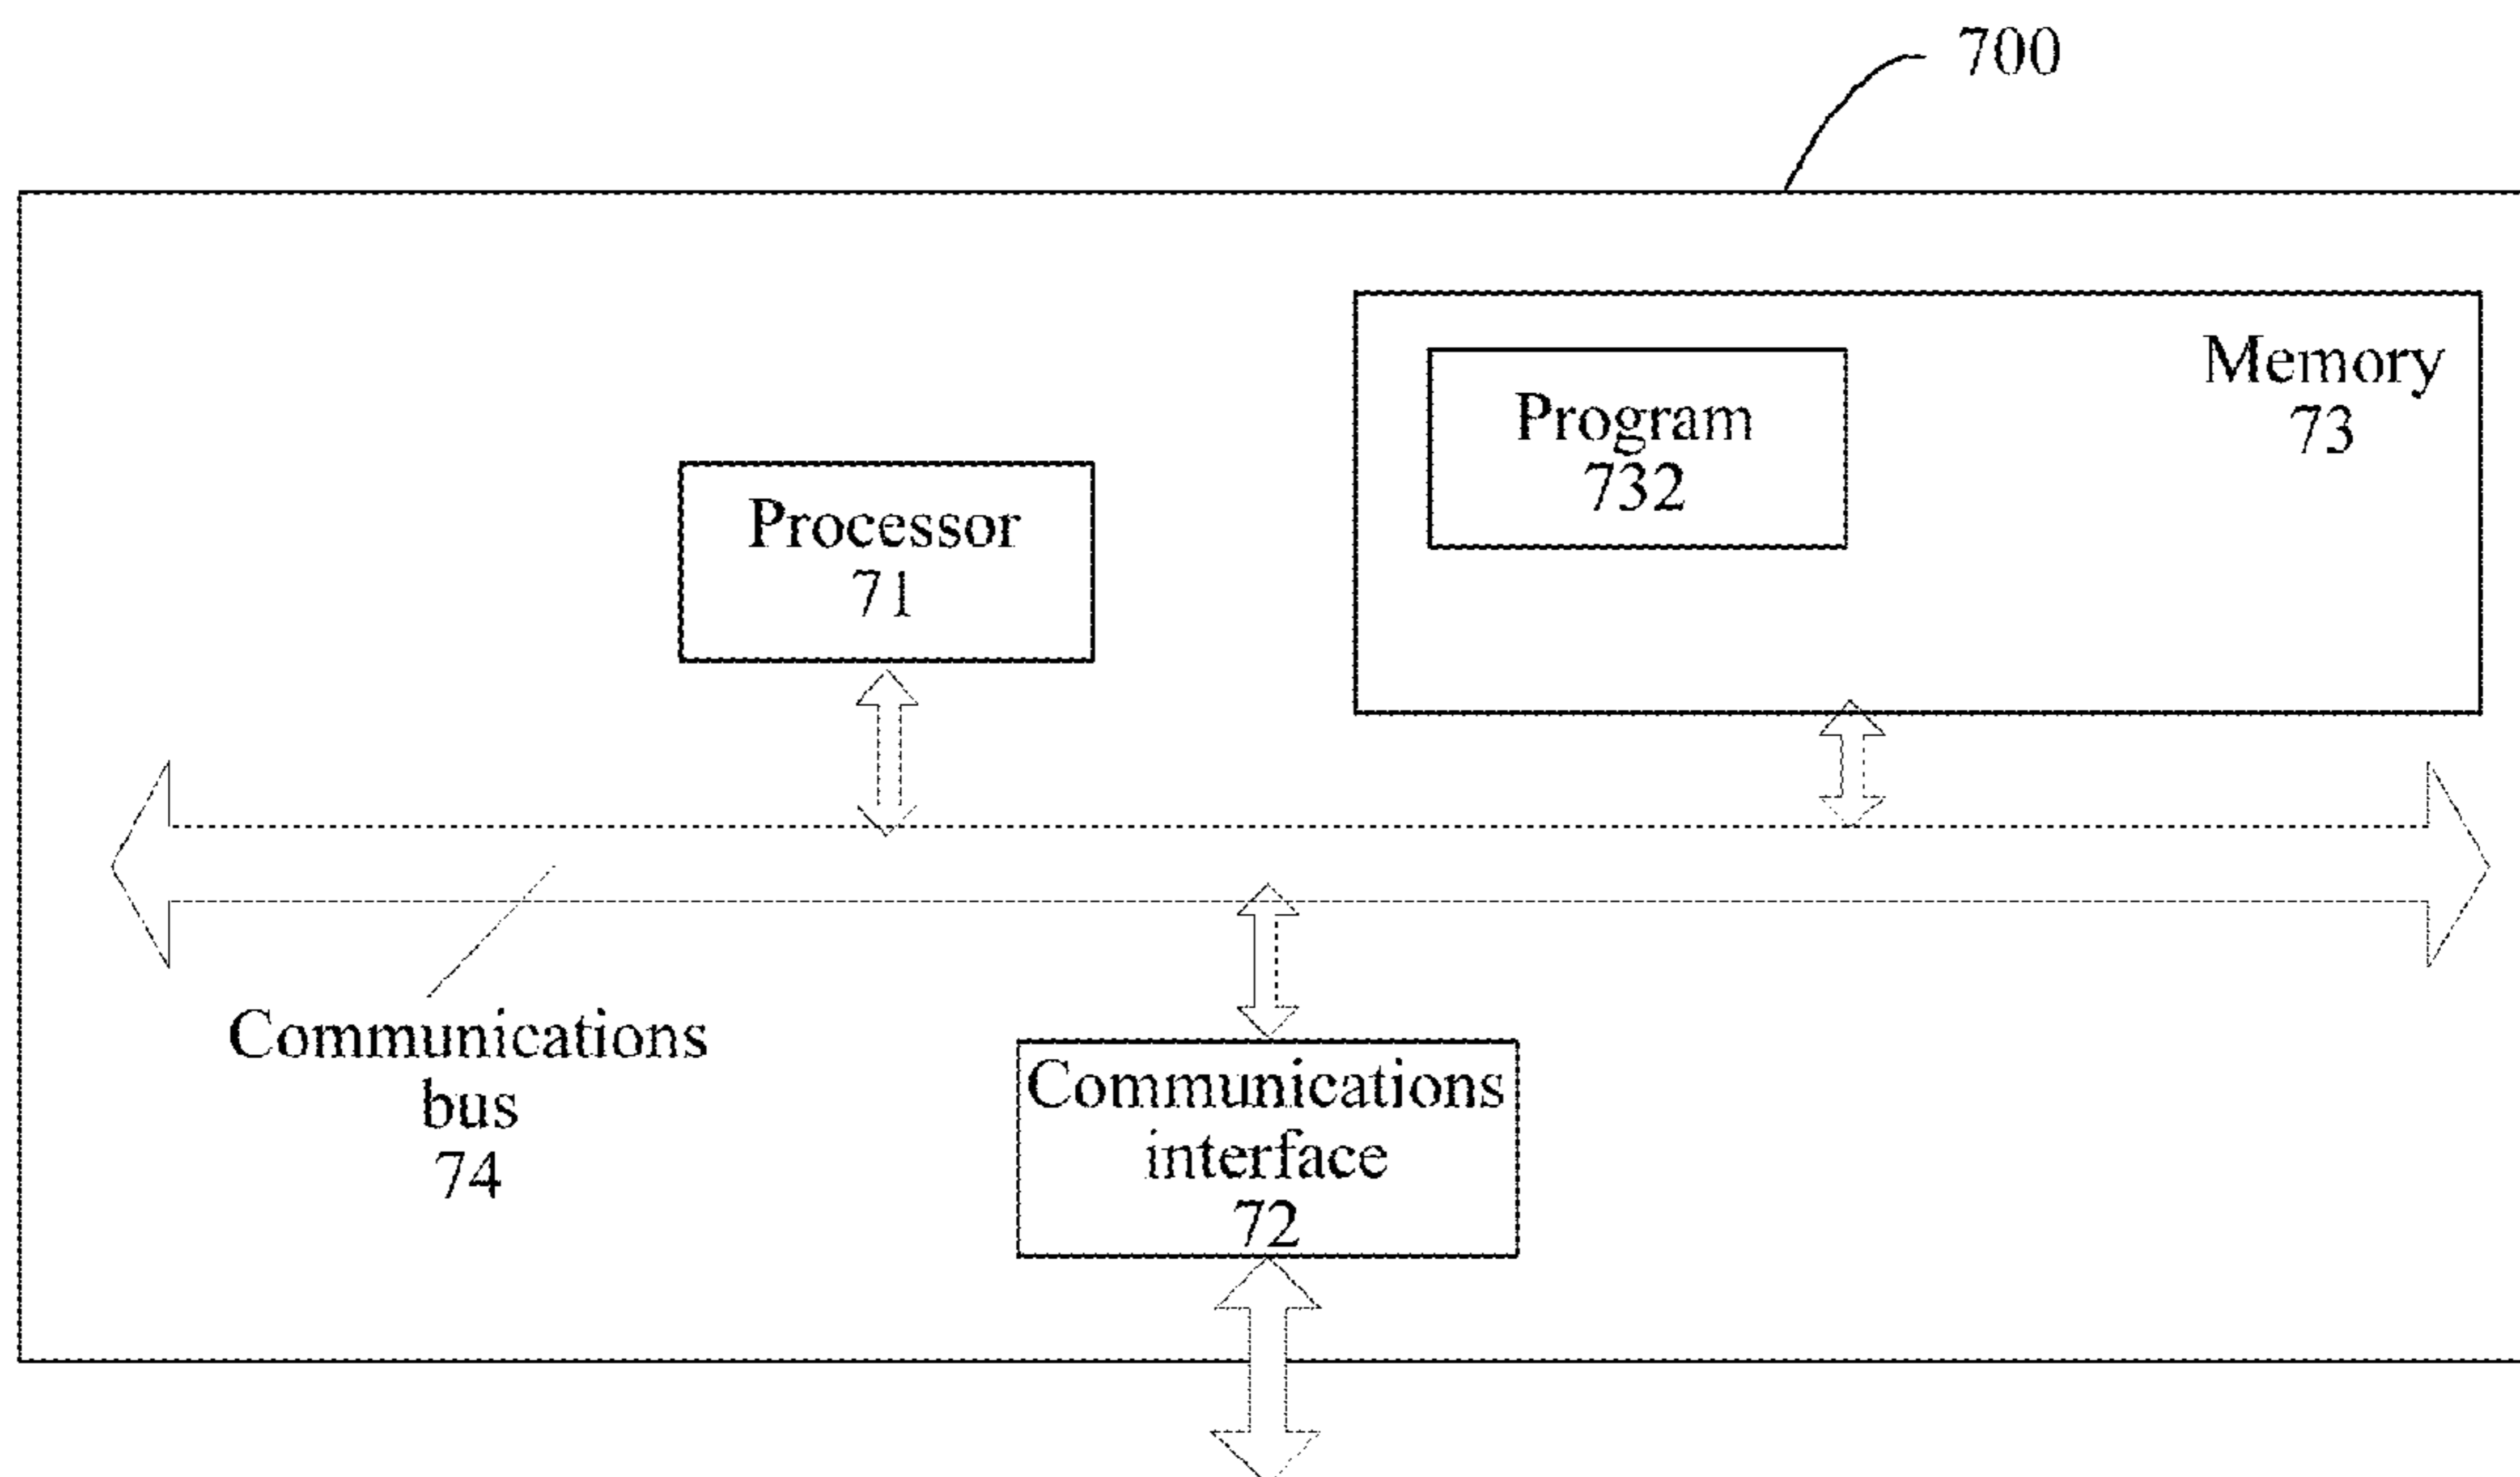 700
Memory
73
Program
732
Processor
71
Communications
bus
74
Communications
interface
72